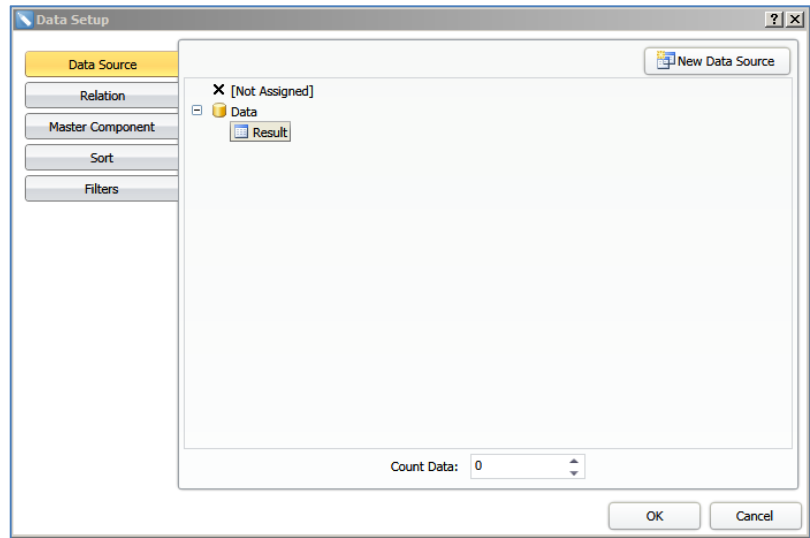 Data Setup
Data Source
Relation
Master Component
Sort
Filters
New Data Source
[Not Assigned]
Data
Result
Count Data: 0
OK Cancel